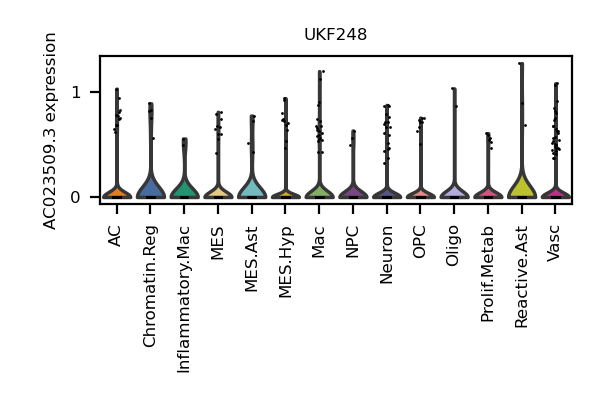 UKF248
AC023509.3 expression
1
0
AC
Chromatin.Reg
Inflammatory.Mac
MES
MES.Ast
MES.Hyp
Mac
NPC
Neuron
OPC
Oligo
Prolif.Metab
Reactive.Ast
Vasc